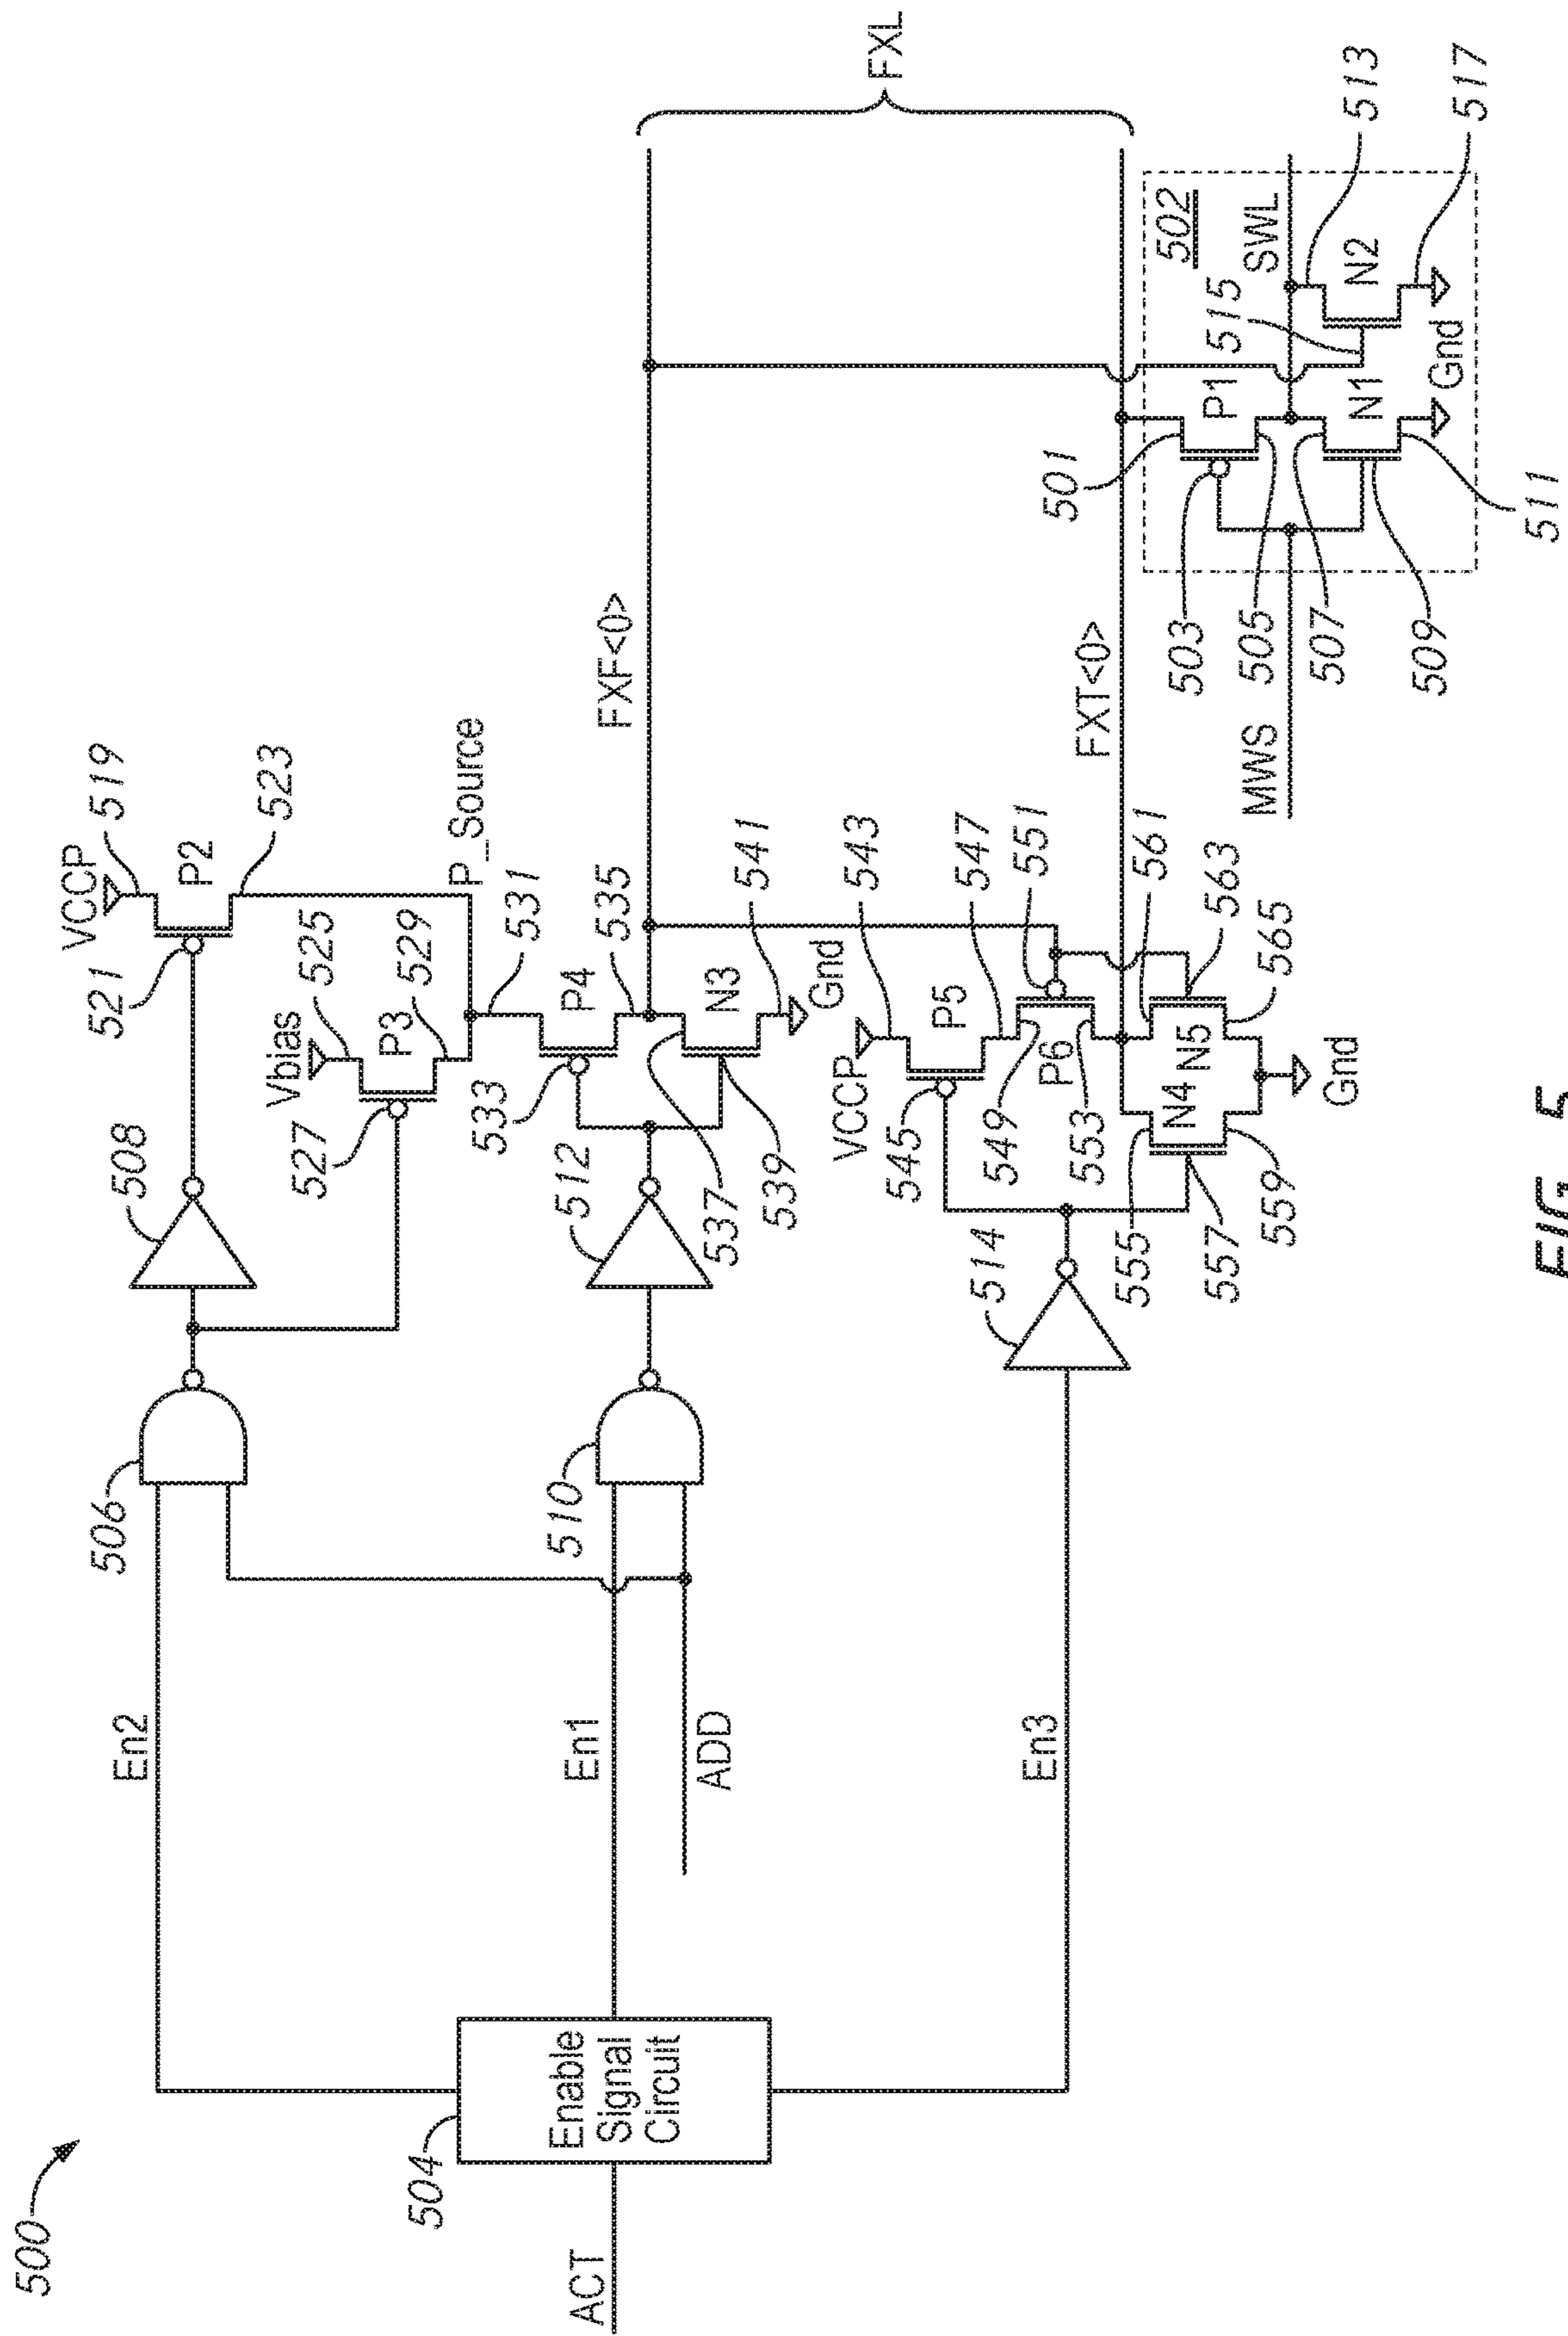 500
ACT
504
Enable
Signal
Circuit
En2
En1
ADD
En3
506
510
508
512
514
VCCP
519
521
P2
523
Vbias
525
527
P3
529
P_Source
531
533
P4
535
537
539
N3
541
Gnd
VCCP
543
545
P5
547
549
P6
551
553
555
N4
557
559
N5
561
563
565
Gnd
FXF<0>
FXT<0>
FXL
MWS
501
503
505
507
509
511
P1
N1
Gnd
502
SWL
515
N2
513
517
FIG. 5